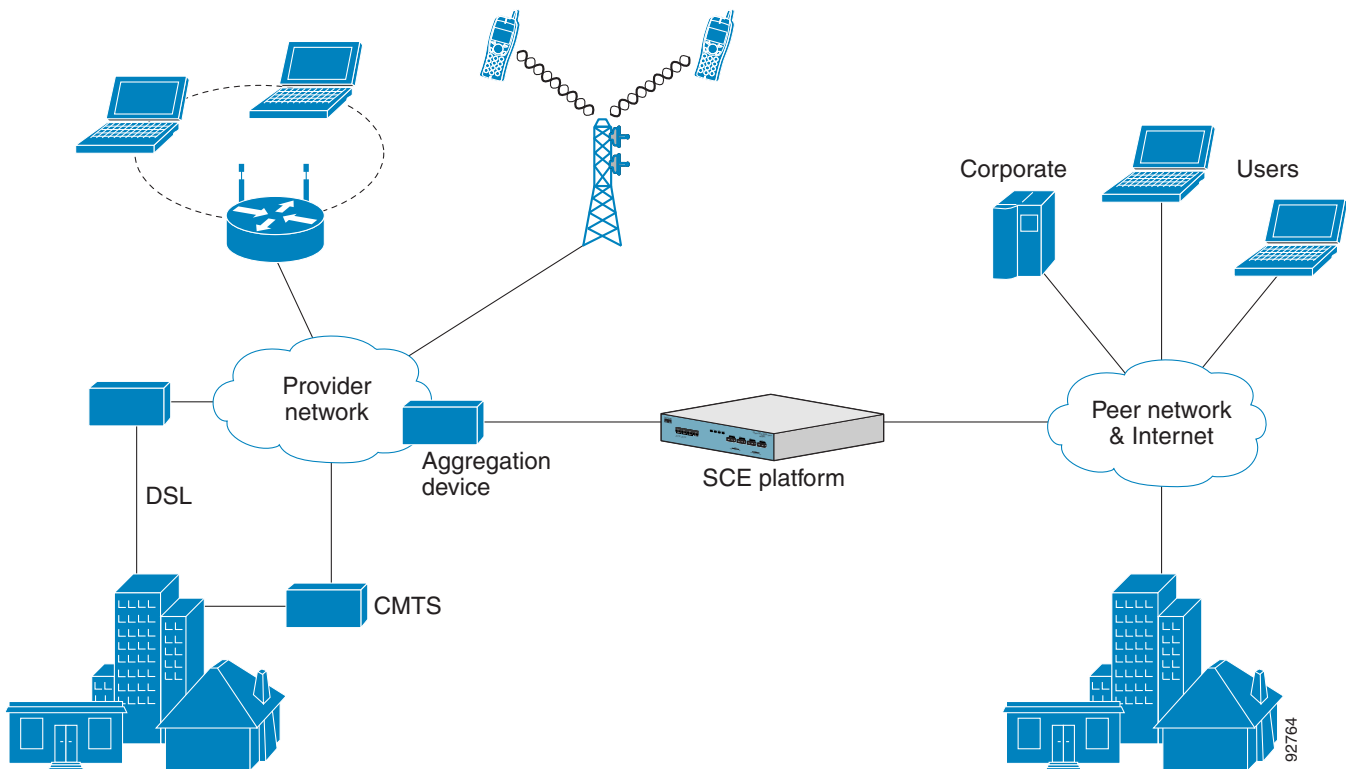 Corporate
Users
Provider
network
Peer network
& Internet
Aggregation
device
SCE platform
DSL
CMTS
92764